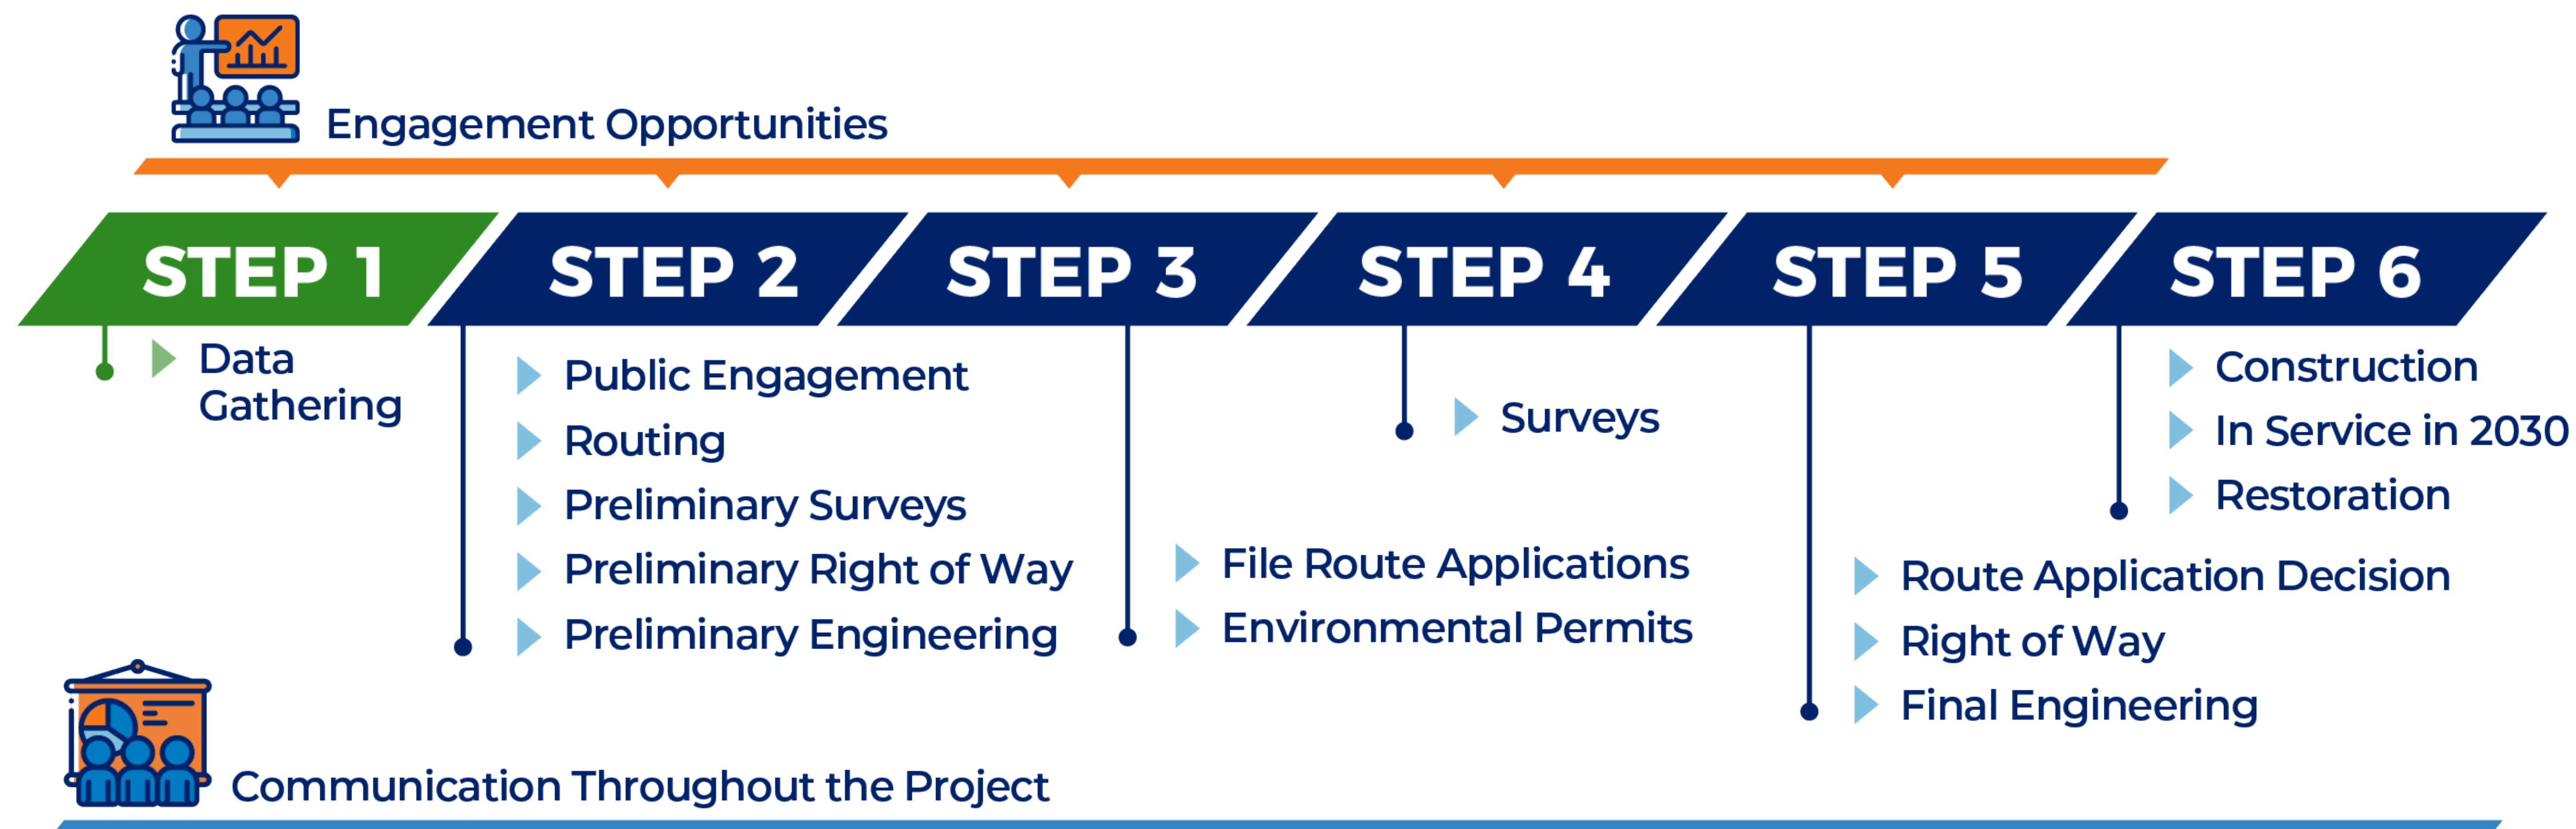 Engagement Opportunities
STEP 1
STEP 2
STEP 3
STEP 4
STEP 5
STEP 6
Data
Gathering
Public Engagement
Routing
Preliminary Surveys
Preliminary Right of Way
Preliminary Engineering
File Route Applications
Environmental Permits
Surveys
Route Application Decision
Right of Way
Final Engineering
Construction
In Service in 2030
Restoration
Communication Throughout the Project